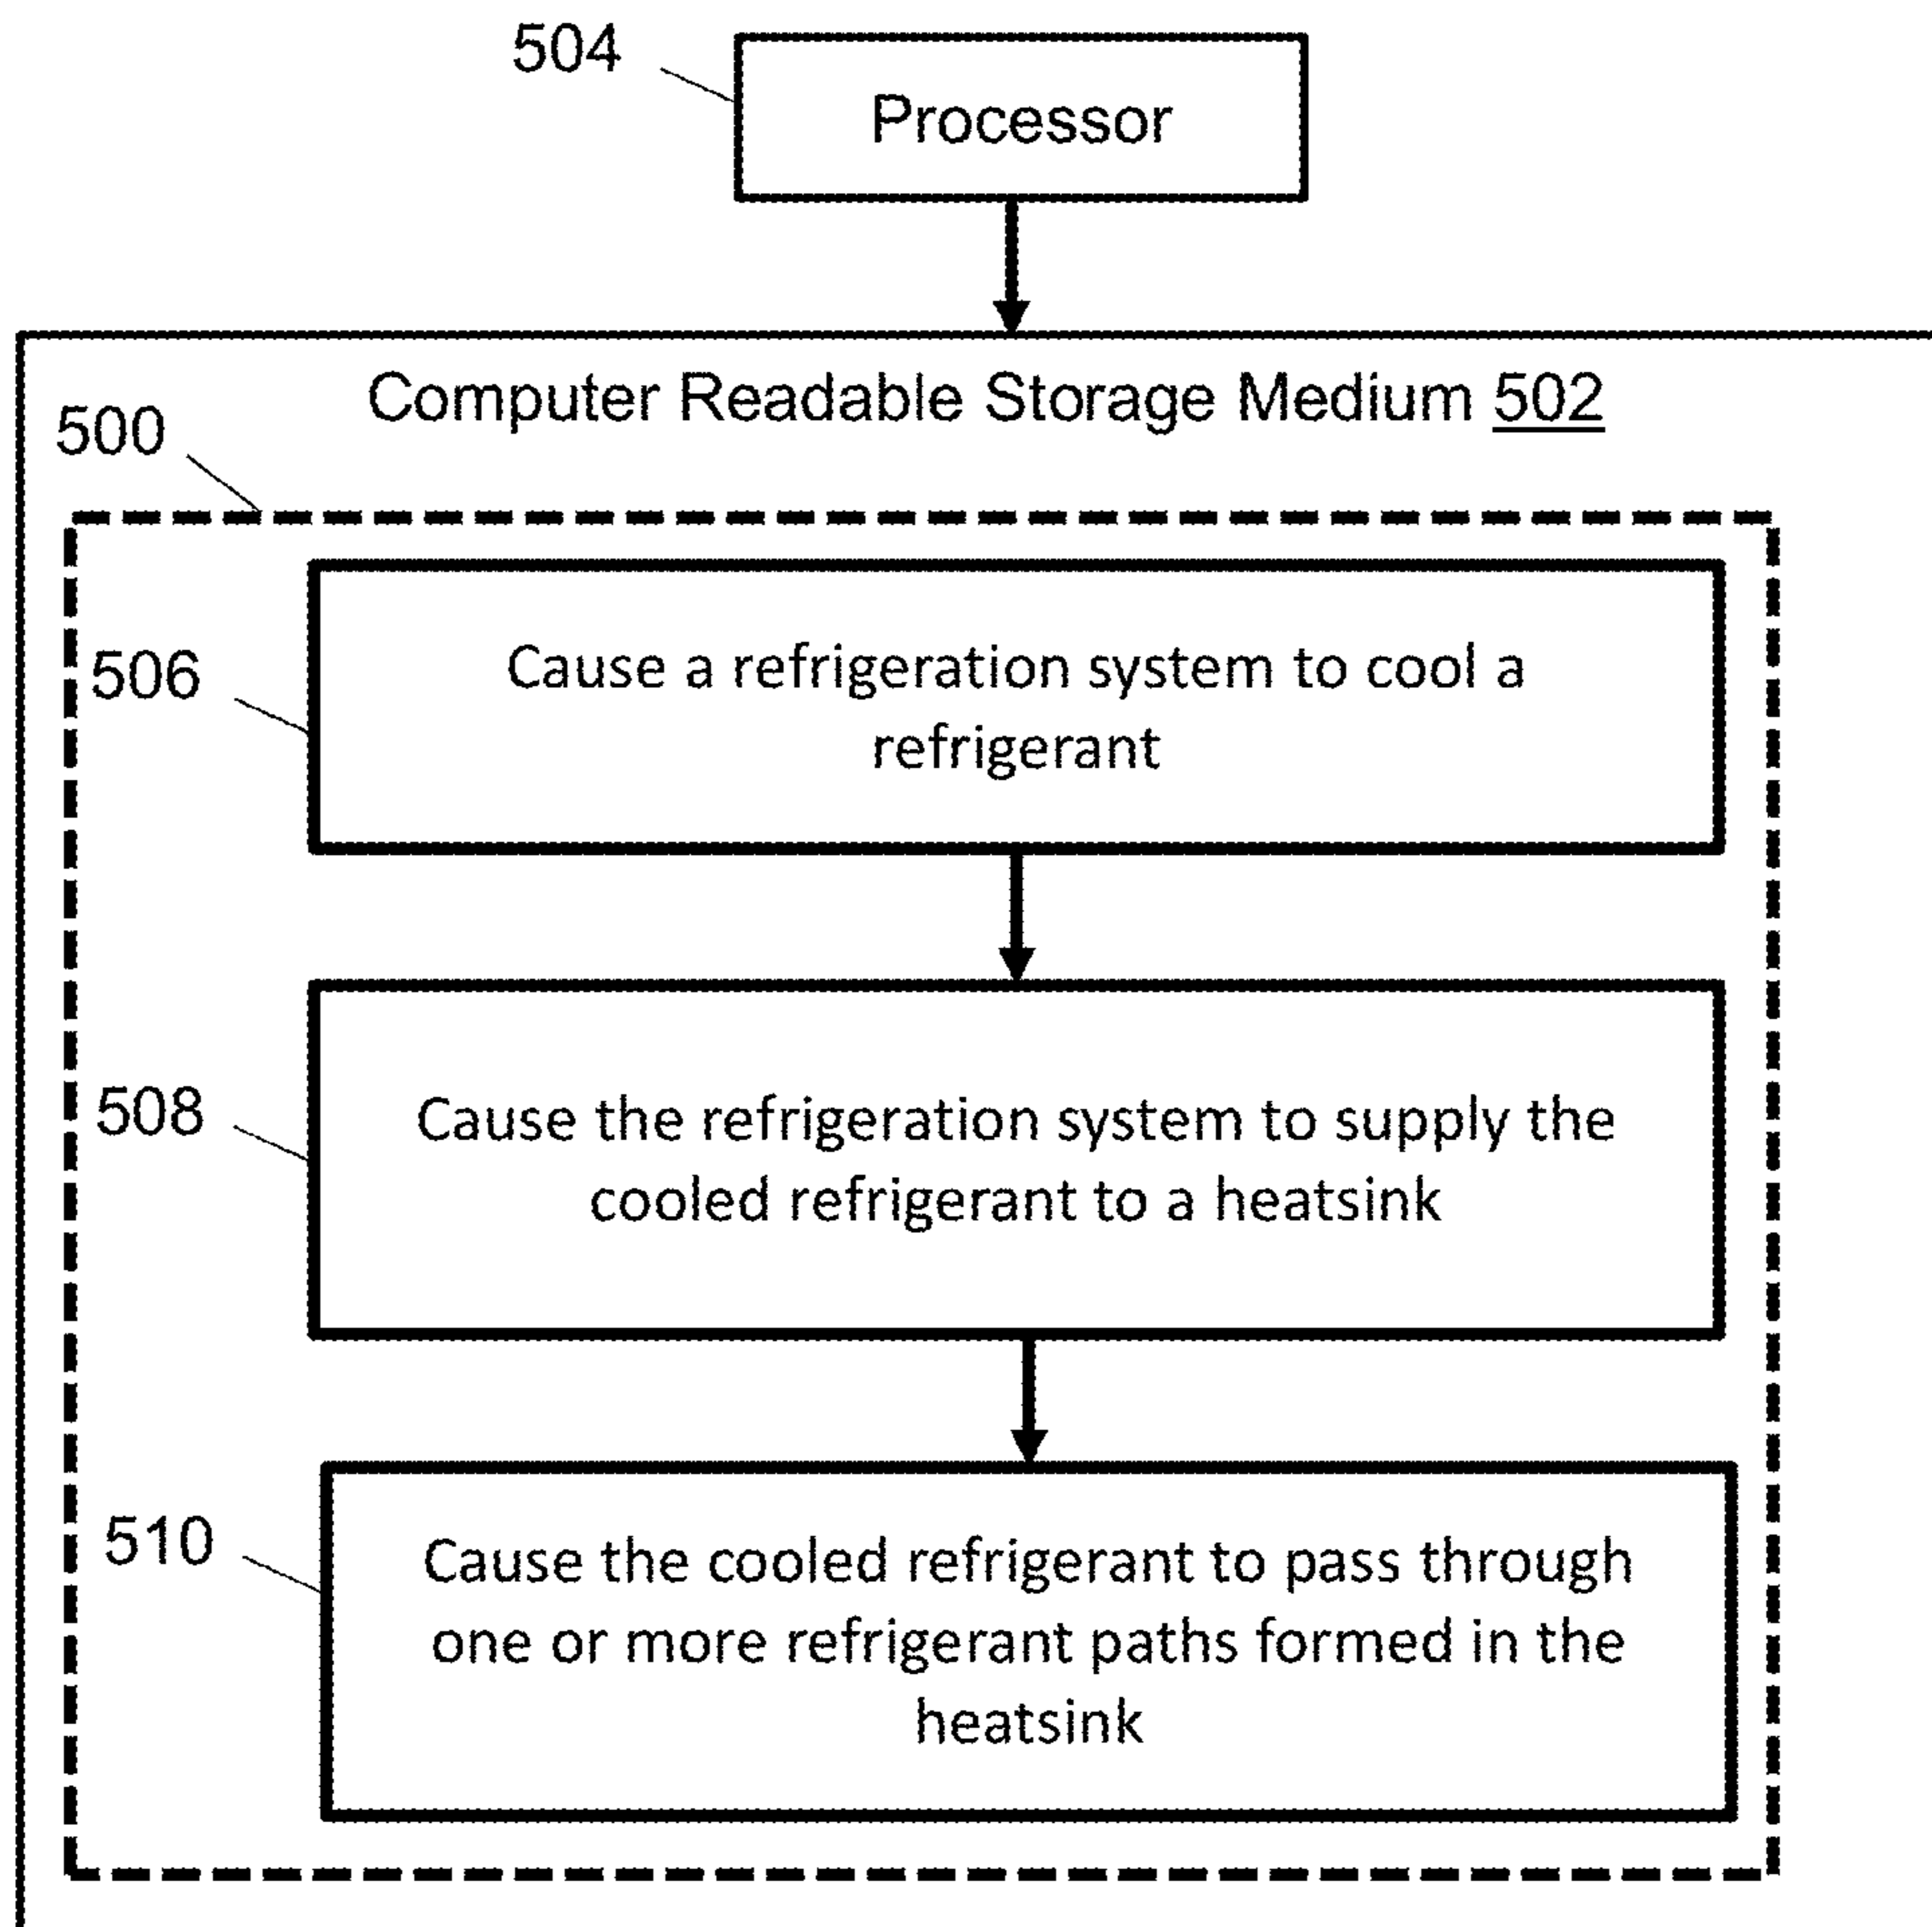 504
Processor
Computer Readable Storage Medium 502
500
506
Cause a refrigeration system to cool a
refrigerant
508
Cause the refrigeration system to supply the
cooled refrigerant to a heatsink
510
Cause the cooled refrigerant to pass through
one or more refrigerant paths formed in the
heatsink